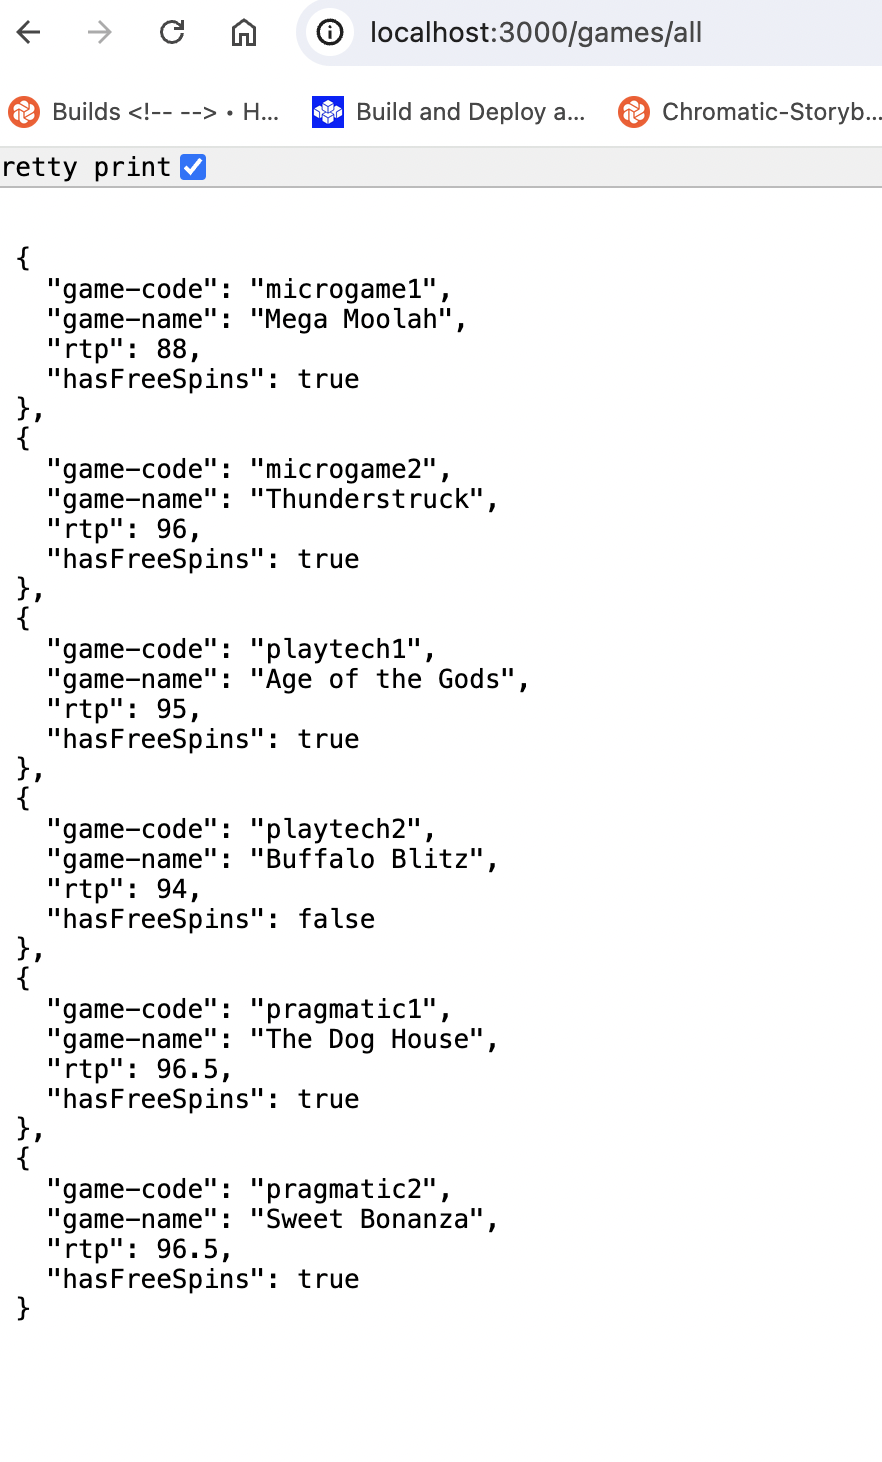 localhost:3000/games/all
Builds <!-- --> • H... Build and Deploy a... Chromatic-Storyb...
retty print
{
"game-code": "microgame1",
"game-name": "Mega Moolah",
"rtp": 88,
"hasFreeSpins": true
},
{
"game-code": "microgame2",
"game-name": "Thunderstruck",
"rtp": 96,
"hasFreeSpins": true
},
{
"game-code": "playtech1",
"game-name": "Age of the Gods",
"rtp": 95,
"hasFreeSpins": true
},
{
"game-code": "playtech2",
"game-name": "Buffalo Blitz",
"rtp": 94,
"hasFreeSpins": false
},
{
"game-code": "pragmatic1",
"game-name": "The Dog House",
"rtp": 96.5,
"hasFreeSpins": true
},
{
"game-code": "pragmatic2",
"game-name": "Sweet Bonanza",
"rtp": 96.5,
"hasFreeSpins": true
}